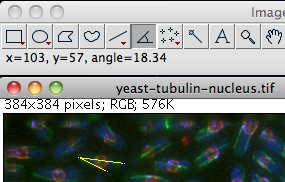 Image
x=103, y=57, angle=18.34
yeast-tubulin-nucleus.tif
384x384 pixels; RGB; 576K